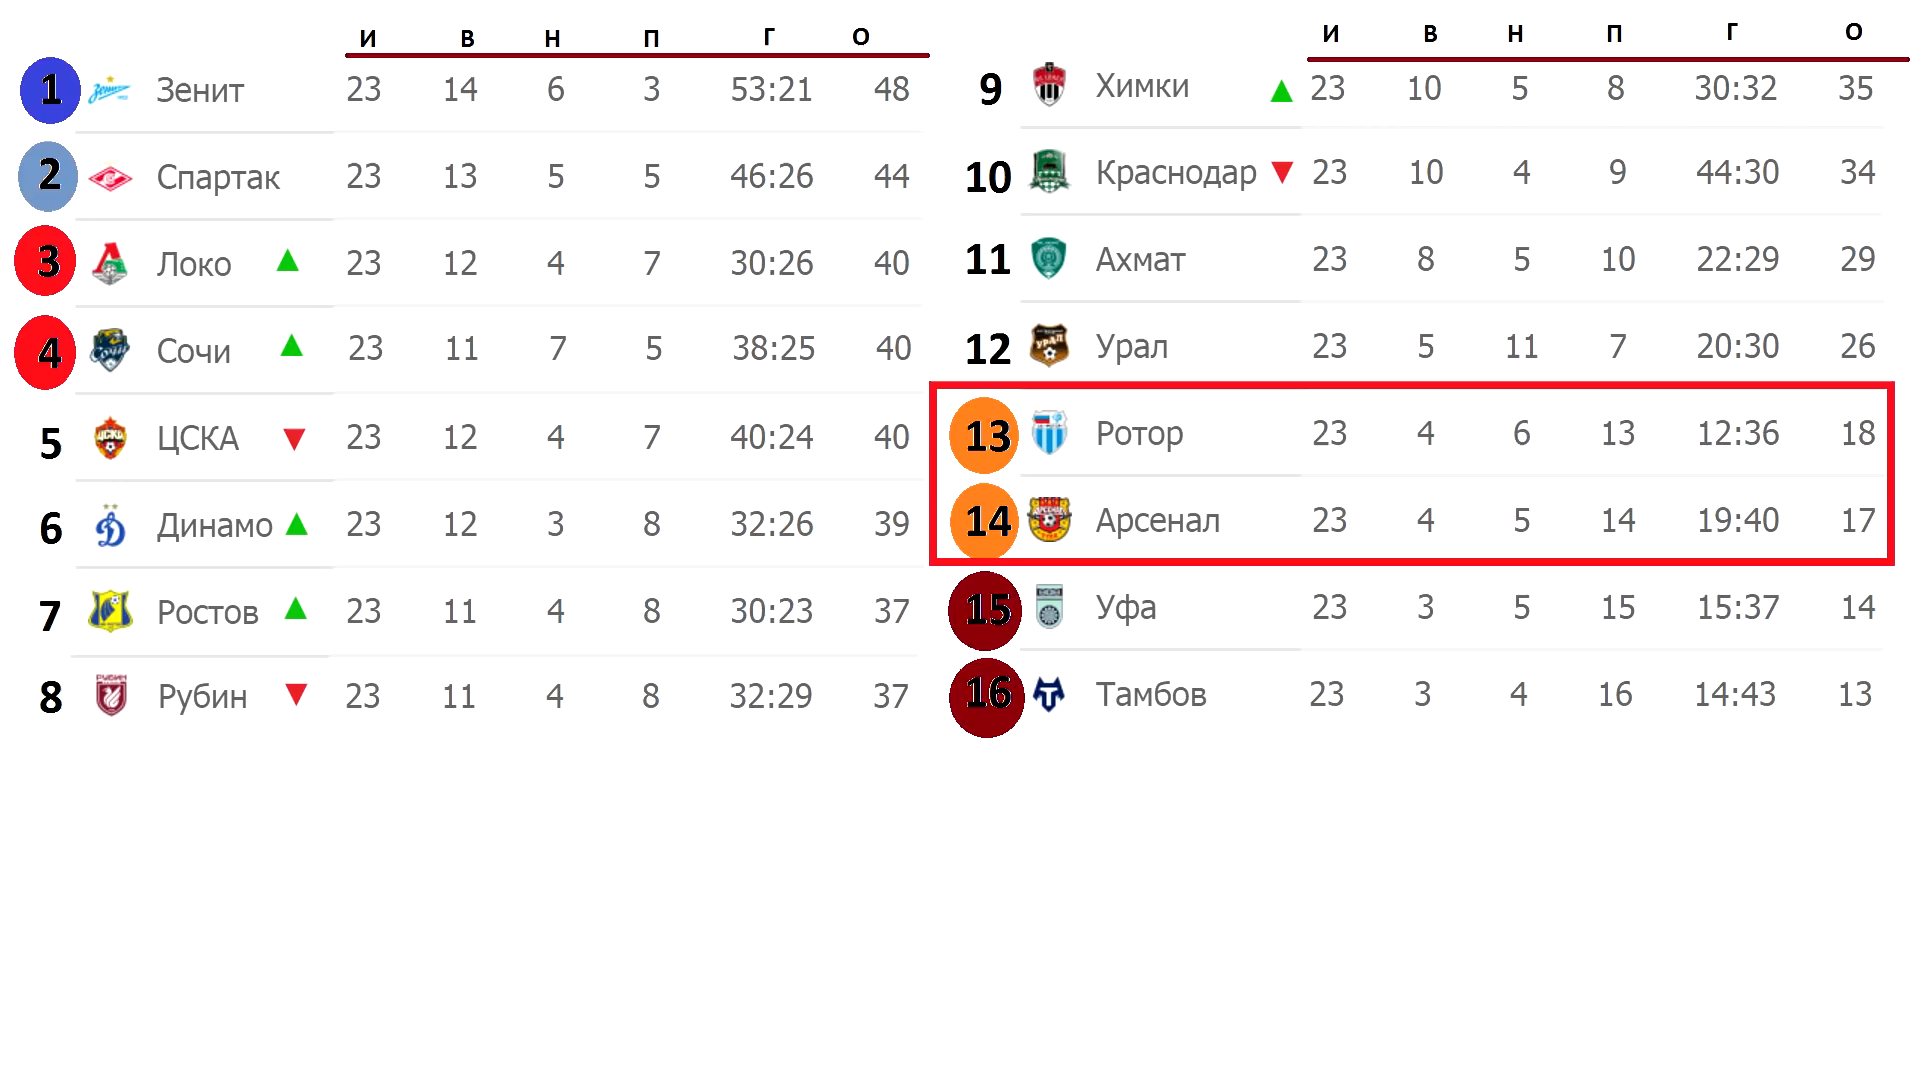 И В Н П Г О
1 Зенит 23 14 6 3 53:21 48
2 Спартак 23 13 5 5 46:26 44
3 Локо 23 12 4 7 30:26 40
4 Сочи 23 11 7 5 38:25 40
5 ЦСКА 23 12 4 7 40:24 40
6 Динамо 23 12 3 8 32:26 39
7 Ростов 23 11 4 8 30:23 37
8 Рубин 23 11 4 8 32:29 37
И В Н П Г О
9 Химки 23 10 5 8 30:32 35
10 Краснодар 23 10 4 9 44:30 34
11 Ахмат 23 8 5 10 22:29 29
12 Урал 23 5 11 7 20:30 26
13 Ротор 23 4 6 13 12:36 18
14 Арсенал 23 4 5 14 19:40 17
15 Уфа 23 3 5 15 15:37 14
16 Тамбов 23 3 4 16 14:43 13